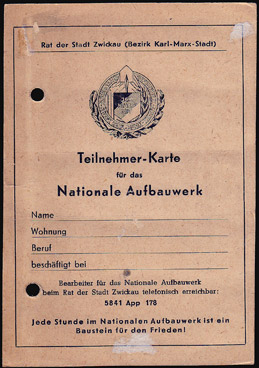 Rat der Stadt Zwickau (Bezirk Karl-Marx-Stadt)
Teilnehmer-Karte
für das
Nationale Aufbauwerk
Name
Wohnung
Beruf
beschäftigt bei
Bearbeiter für das Nationale Aufbauwerk
beim Rat der Stadt Zwickau telefonisch erreichbar:
5841 App 178
Jede Stunde im Nationalen Aufbauwerk ist ein
Baustein für den Frieden!